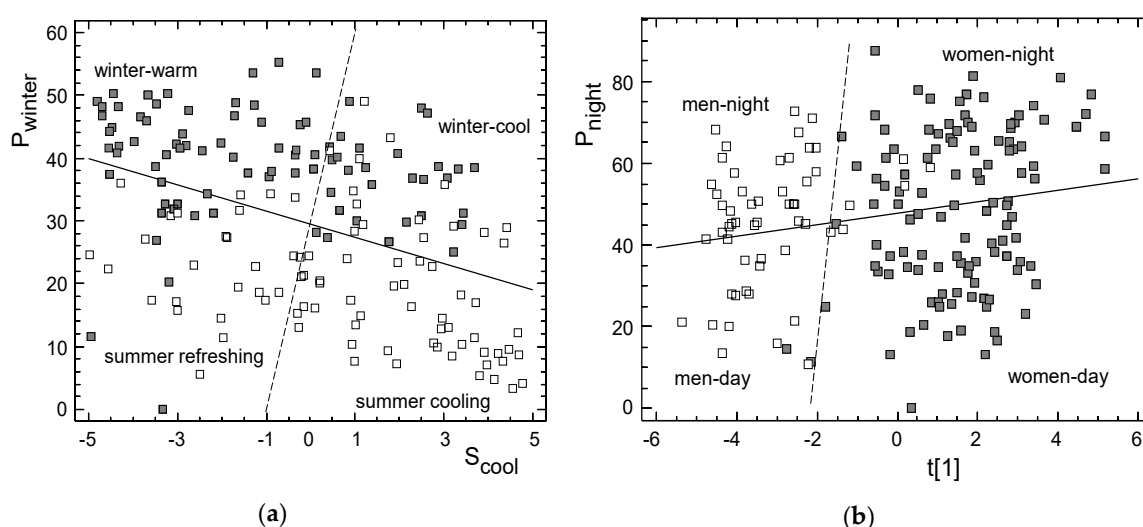 60
50
40
30
20
10
0
P_winter
winter-warm
winter-cool
summer refreshing
summer cooling
-5 -3 -1 0 1 3 5
S_cool
(a)
80
60
40
20
0
P_night
women-night
men-night
men-day
women-day
-6 -4 -2 0 2 4 6
t[1]
(b)